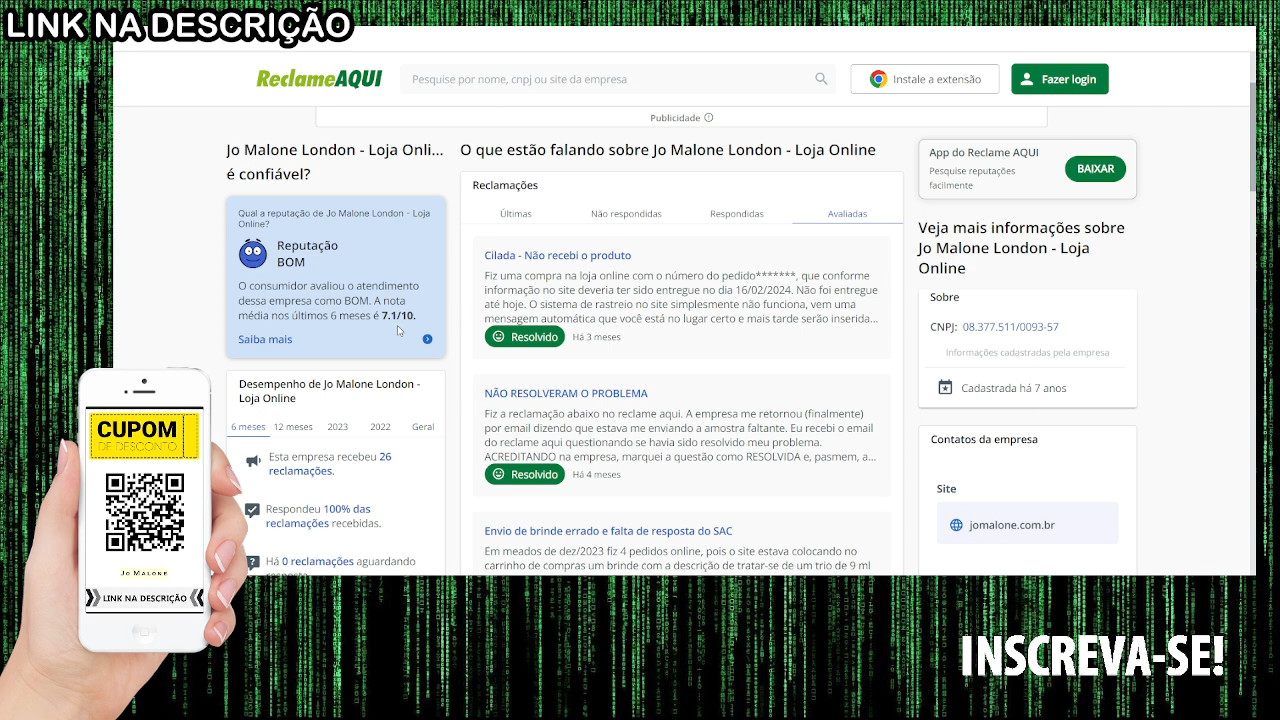 LINK NA DESCRIÇÃO
ReclameAQUI
Pesquise por nome, cnpj ou site da empresa
Instale a extensão
Fazer login
Publicidade
Jo Malone London - Loja Onli...
é confiável?
Qual a reputação de Jo Malone London - Loja
Online?
Reputação
BOM
O consumidor avaliou o atendimento
dessa empresa como BOM. A nota
média nos últimos 6 meses é 7.1/10.
Saiba mais
Desempenho de Jo Malone London -
Loja Online
6 meses 12 meses 2023 2022 Geral
Esta empresa recebeu 26
reclamações.
Respondeu 100% das
reclamações recebidas.
Há 0 reclamações aguardando
O que estão falando sobre Jo Malone London - Loja Online
Reclamações
Últimas Não respondidas Respondidas Avaliadas
Cilada - Não recebi o produto
Fiz uma compra na loja online com o número do pedido*******, que conforme
informação no site deveria ter sido entregue no dia 16/02/2024. Não foi entregue
até hoje. O sistema de rastreio no site simplesmente não funciona, vem uma
mensagem automática que você está no lugar certo e mais tarde serão inserida...
Resolvido Há 3 meses
NÃO RESOLVERAM O PROBLEMA
Fiz a reclamação abaixo no reclame aqui. A empresa me retornou (finalmente)
por email dizendo que estava me enviando a amostra faltante. Eu recebi o email
do reclame aqui questionando se havia sido resolvido meu problema.
ACREDITANDO na empresa, marquei a questão como RESOLVIDA e, pasmem, a...
Resolvido Há 4 meses
Envio de brinde errado e falta de resposta do SAC
Em meados de dez/2023 fiz 4 pedidos online, pois o site estava colocando no
carrinho de compras um brinde com a descrição de tratar-se de um trio de 9 ml
App do Reclame AQUI
Pesquise reputações
facilmente
BAIXAR
Veja mais informações sobre
Jo Malone London - Loja
Online
Sobre
CNPJ: 08.377.511/0093-57
Informações cadastradas pela empresa
Cadastrada há 7 anos
Contatos da empresa
Site
jomalone.com.br
CUPOM
DE DESCONTO
Jo Malone
LINK NA DESCRIÇÃO
INSCREVA-SE!